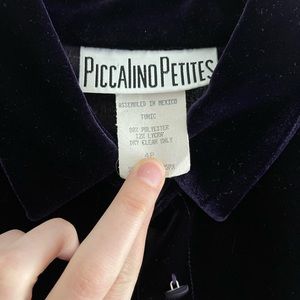 PICCALINO PETITES
ASSEMBLED IN MEXICO
TUNIC
88% POLYESTER
12% LYCRA
DRY CLEAN ONLY
4P